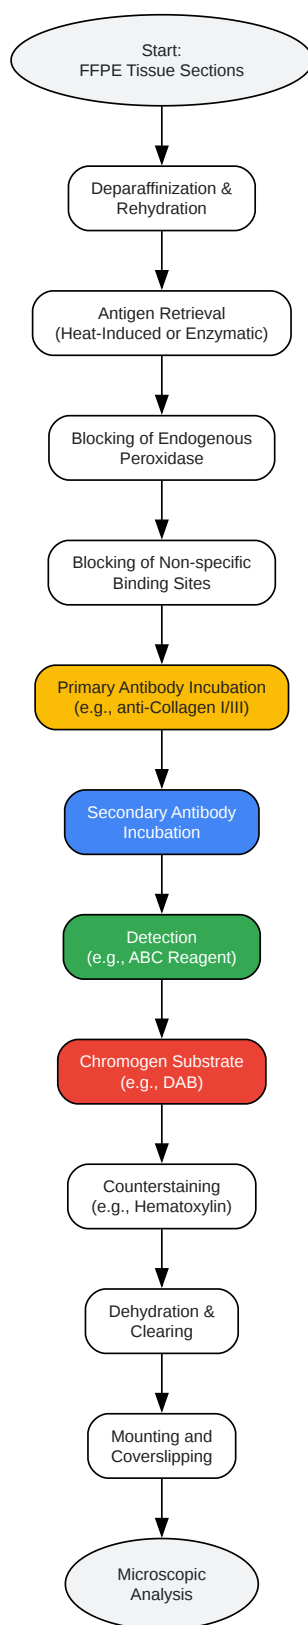 Start:
FFPE Tissue Sections
Deparaffinization &
Rehydration
Antigen Retrieval
(Heat-Induced or Enzymatic)
Blocking of Endogenous
Peroxidase
Blocking of Non-specific
Binding Sites
Primary Antibody Incubation
(e.g., anti-Collagen I/III)
Secondary Antibody
Incubation
Detection
(e.g., ABC Reagent)
Chromogen Substrate
(e.g., DAB)
Counterstaining
(e.g., Hematoxylin)
Dehydration &
Clearing
Mounting and
Coverslipping
Microscopic
Analysis